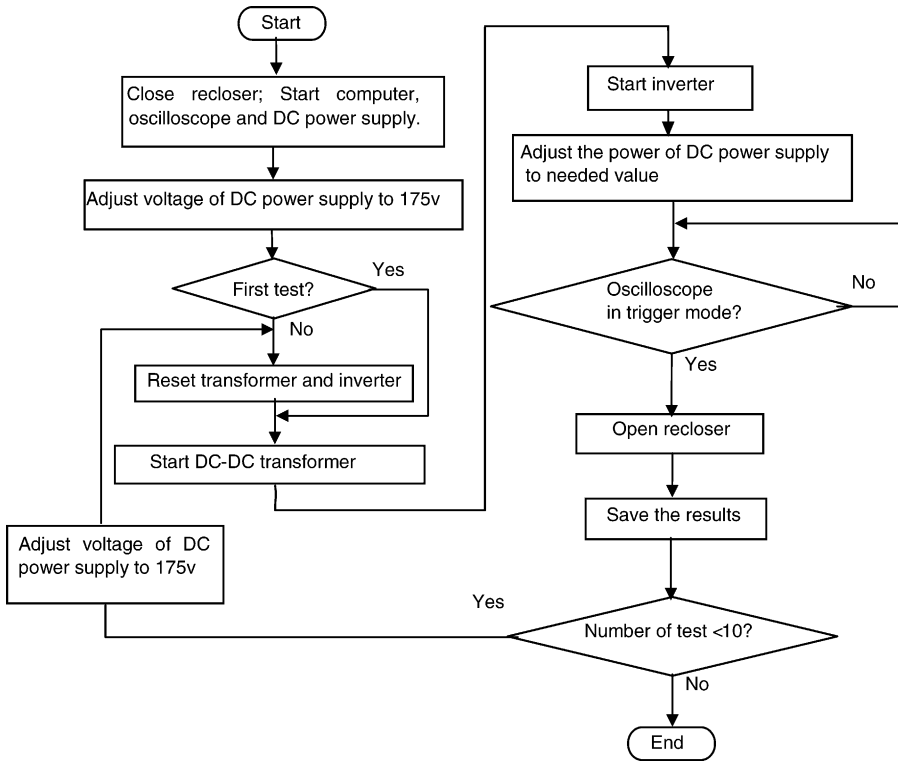 Start
Close recloser; Start computer,
oscilloscope and DC power supply.
Adjust voltage of DC power supply to 175v
First test?
Yes
No
Reset transformer and inverter
Start DC-DC transformer
Adjust voltage of DC
power supply to 175v
Start inverter
Adjust the power of DC power supply
to needed value
Oscilloscope
in trigger mode?
No
Yes
Open recloser
Save the results
Number of test <10?
Yes
No
End